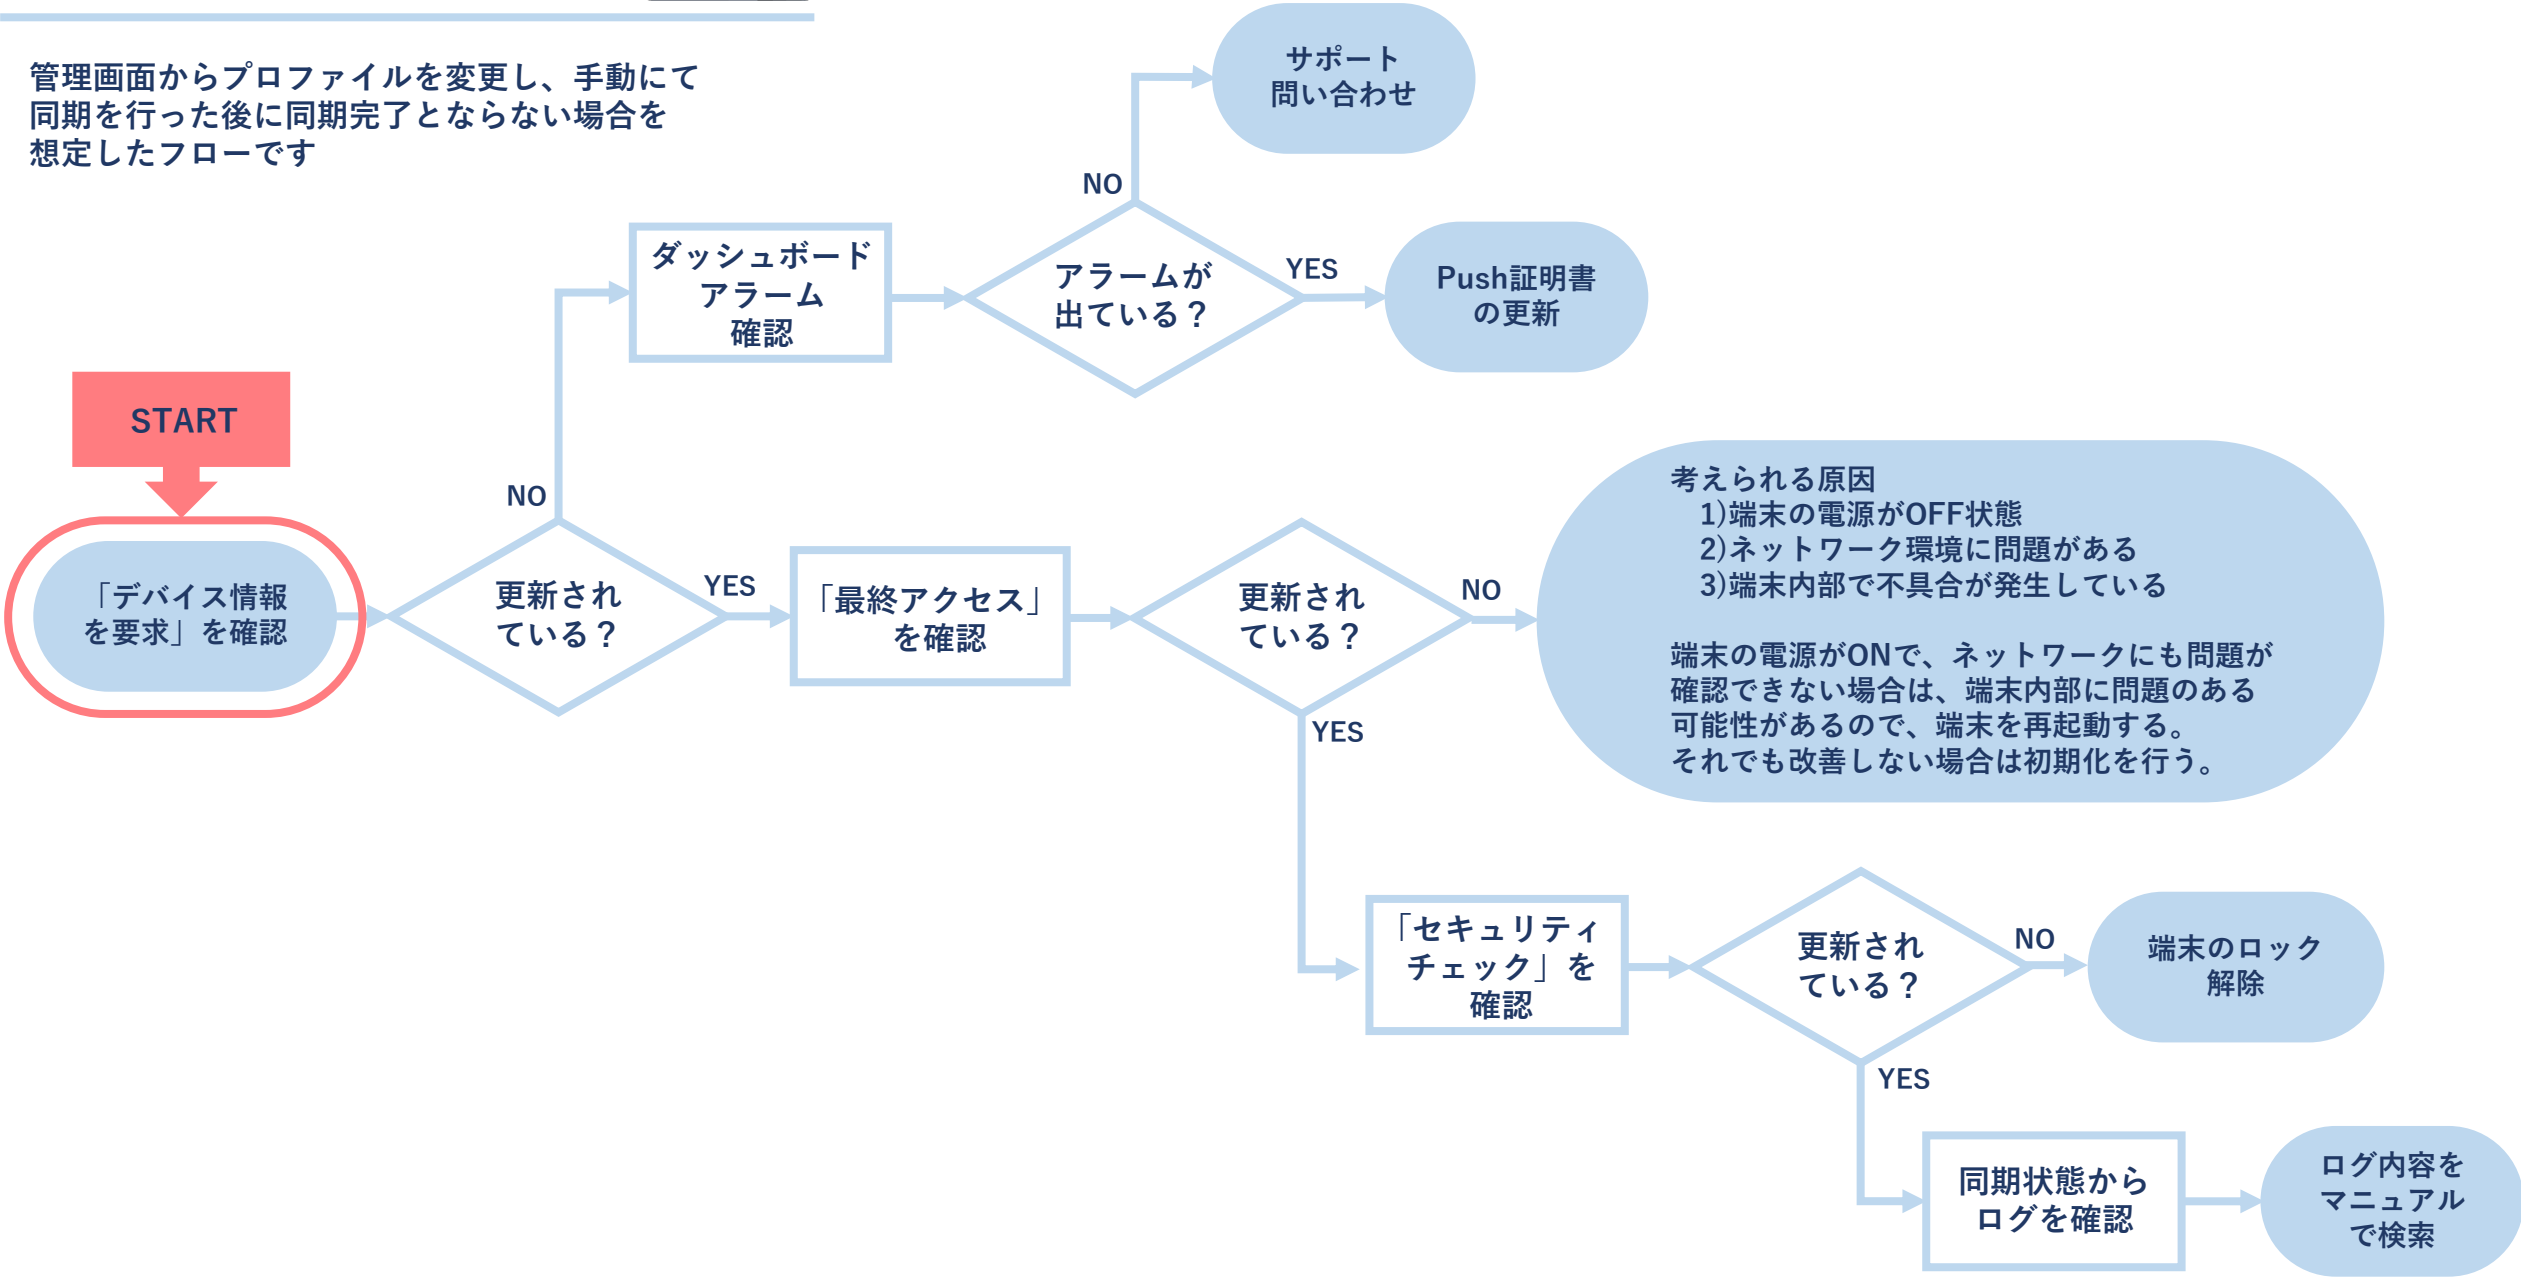 管理画面からプロファイルを変更し、手動にて
同期を行った後に同期完了とならない場合を
想定したフローです
サポート
問い合わせ
NO
ダッシュボード
アラーム
確認
アラームが
出ている？
YES
Push証明書
の更新
START
「デバイス情報
を要求」を確認
NO
更新され
ている？
YES
「最終アクセス」
を確認
更新され
ている？
NO
考えられる原因
1)端末の電源がOFF状態
2)ネットワーク環境に問題がある
3)端末内部で不具合が発生している
端末の電源がONで、ネットワークにも問題が
確認できない場合は、端末内部に問題のある
可能性があるので、端末を再起動する。
それでも改善しない場合は初期化を行う。
YES
「セキュリティ
チェック」を
確認
更新され
ている？
NO
端末のロック
解除
YES
同期状態から
ログを確認
ログ内容を
マニュアル
で検索